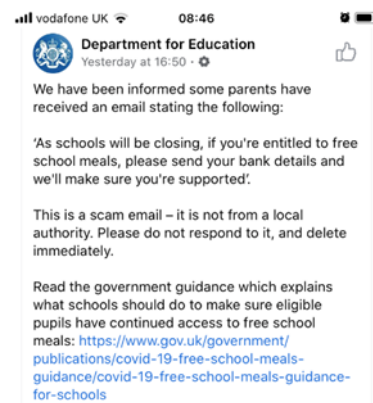 vodafone UK 08:46
Department for Education
Yesterday at 16:50 ·
We have been informed some parents have
received an email stating the following:
‘As schools will be closing, if you're entitled to free
school meals, please send your bank details and
we'll make sure you're supported’.
This is a scam email – it is not from a local
authority. Please do not respond to it, and delete
immediately.
Read the government guidance which explains
what schools should do to make sure eligible
pupils have continued access to free school
meals: https://www.gov.uk/government/
publications/covid-19-free-school-meals-
guidance/covid-19-free-school-meals-guidance-
for-schools